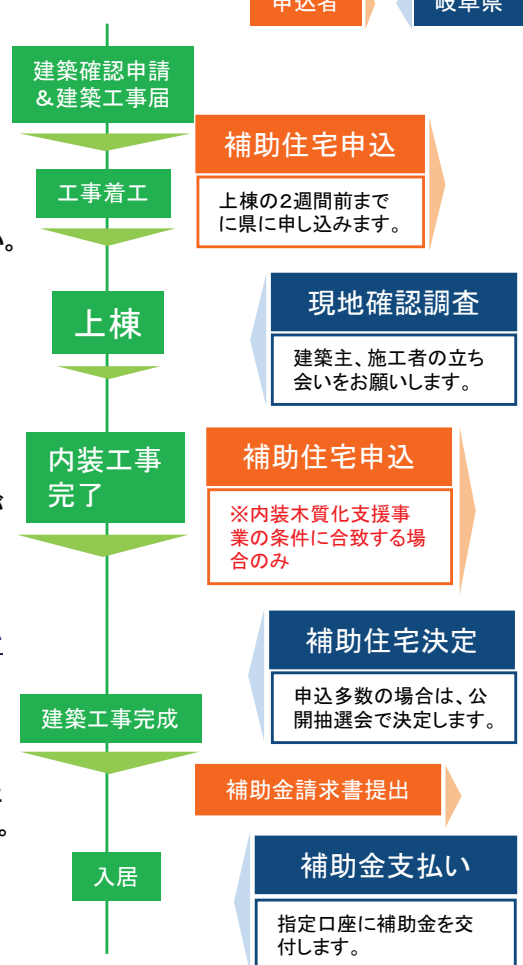 申込者
岐阜県
建築確認申請
&建築工事届
補助住宅申込
上棟の2週間前まで
に県に申し込みます。
工事着工
い。
現地確認調査
建築主、施工者の立ち
会いをお願いします。
上棟
内装工事
完了
補助住宅申込
※内装木質化支援事
業の条件に合致する場
合のみ
が
補助住宅決定
申込多数の場合は、公
開抽選会で決定します。
建築工事完成
補助金請求書提出
。
補助金支払い
指定口座に補助金を交
付します。
入居